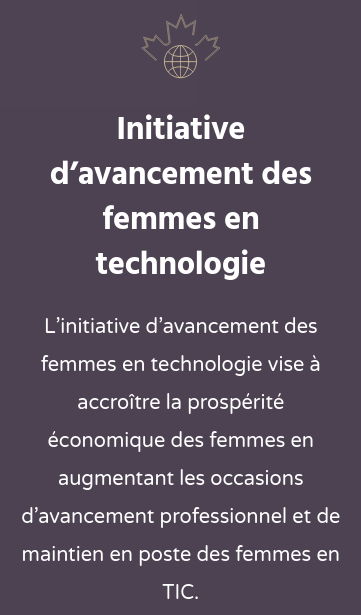 Initiative
d’avancement des
femmes en
technologie
L’initiative d’avancement des
femmes en technologie vise à
accroître la prospérité
économique des femmes en
augmentant les occasions
d’avancement professionnel et de
maintien en poste des femmes en
TIC.